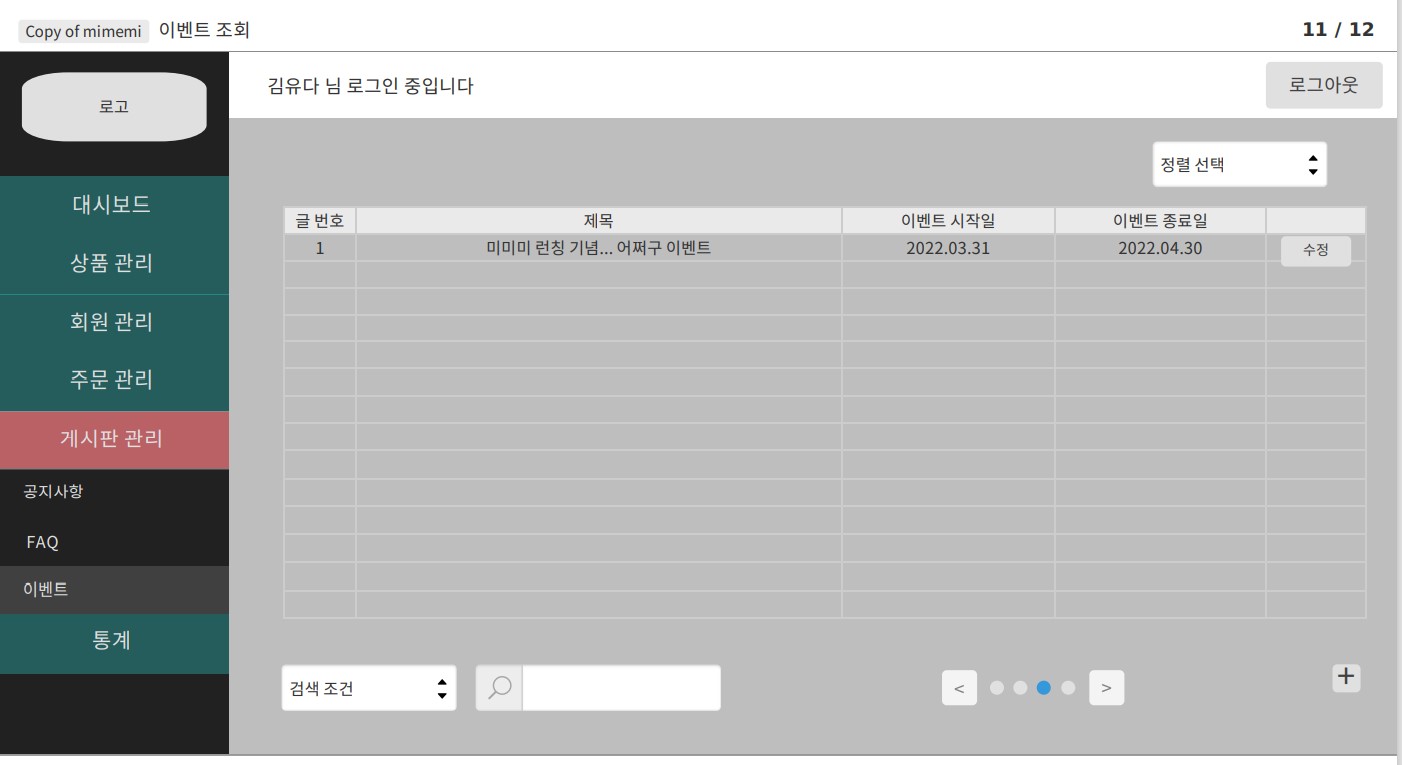 Copy of mimemi 이벤트 조회 11 / 12
로고
김유다 님 로그인 중입니다
로그아웃
대시보드
상품 관리
회원 관리
주문 관리
게시판 관리
공지사항
FAQ
이벤트
통계
정렬 선택
글 번호 제목 이벤트 시작일 이벤트 종료일
1 미미미 런칭 기념... 어쩌구 이벤트 2022.03.31 2022.04.30 수정
검색 조건
< >
+